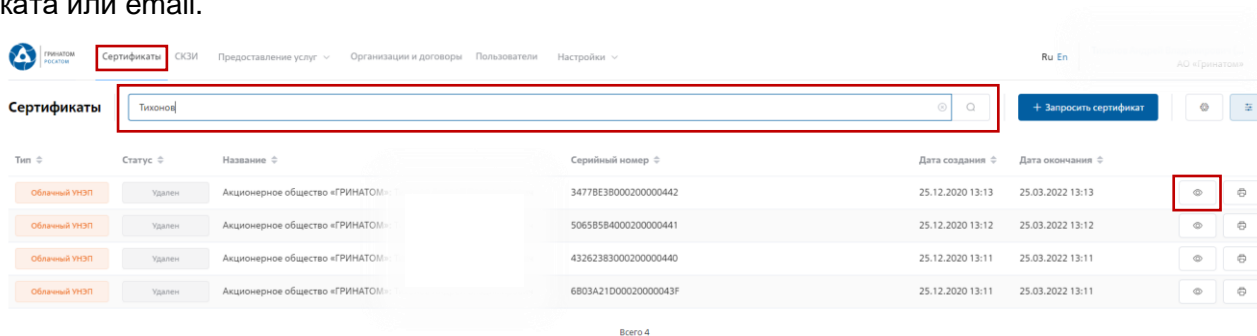 ката или email.
ГРИНАТОМ
РОСАТОМ
Сертификаты СКЗИ Предоставление услуг Организации и договоры Пользователи Настройки Ru En АО «Гринатом»
Сертификаты Тихонов + Запросить сертификат
Тип Статус Название Серийный номер Дата создания Дата окончания
Облачный УНЭП Удален Акционерное общество «ГРИНАТОМ» 3477BE3B000200000442 25.12.2020 13:13 25.03.2022 13:13
Облачный УНЭП Удален Акционерное общество «ГРИНАТОМ» 5065B5B4000200000441 25.12.2020 13:12 25.03.2022 13:12
Облачный УНЭП Удален Акционерное общество «ГРИНАТОМ» 43262383000200000440 25.12.2020 13:11 25.03.2022 13:11
Облачный УНЭП Удален Акционерное общество «ГРИНАТОМ» 6B03A21D00020000043F 25.12.2020 13:11 25.03.2022 13:11
Всего 4